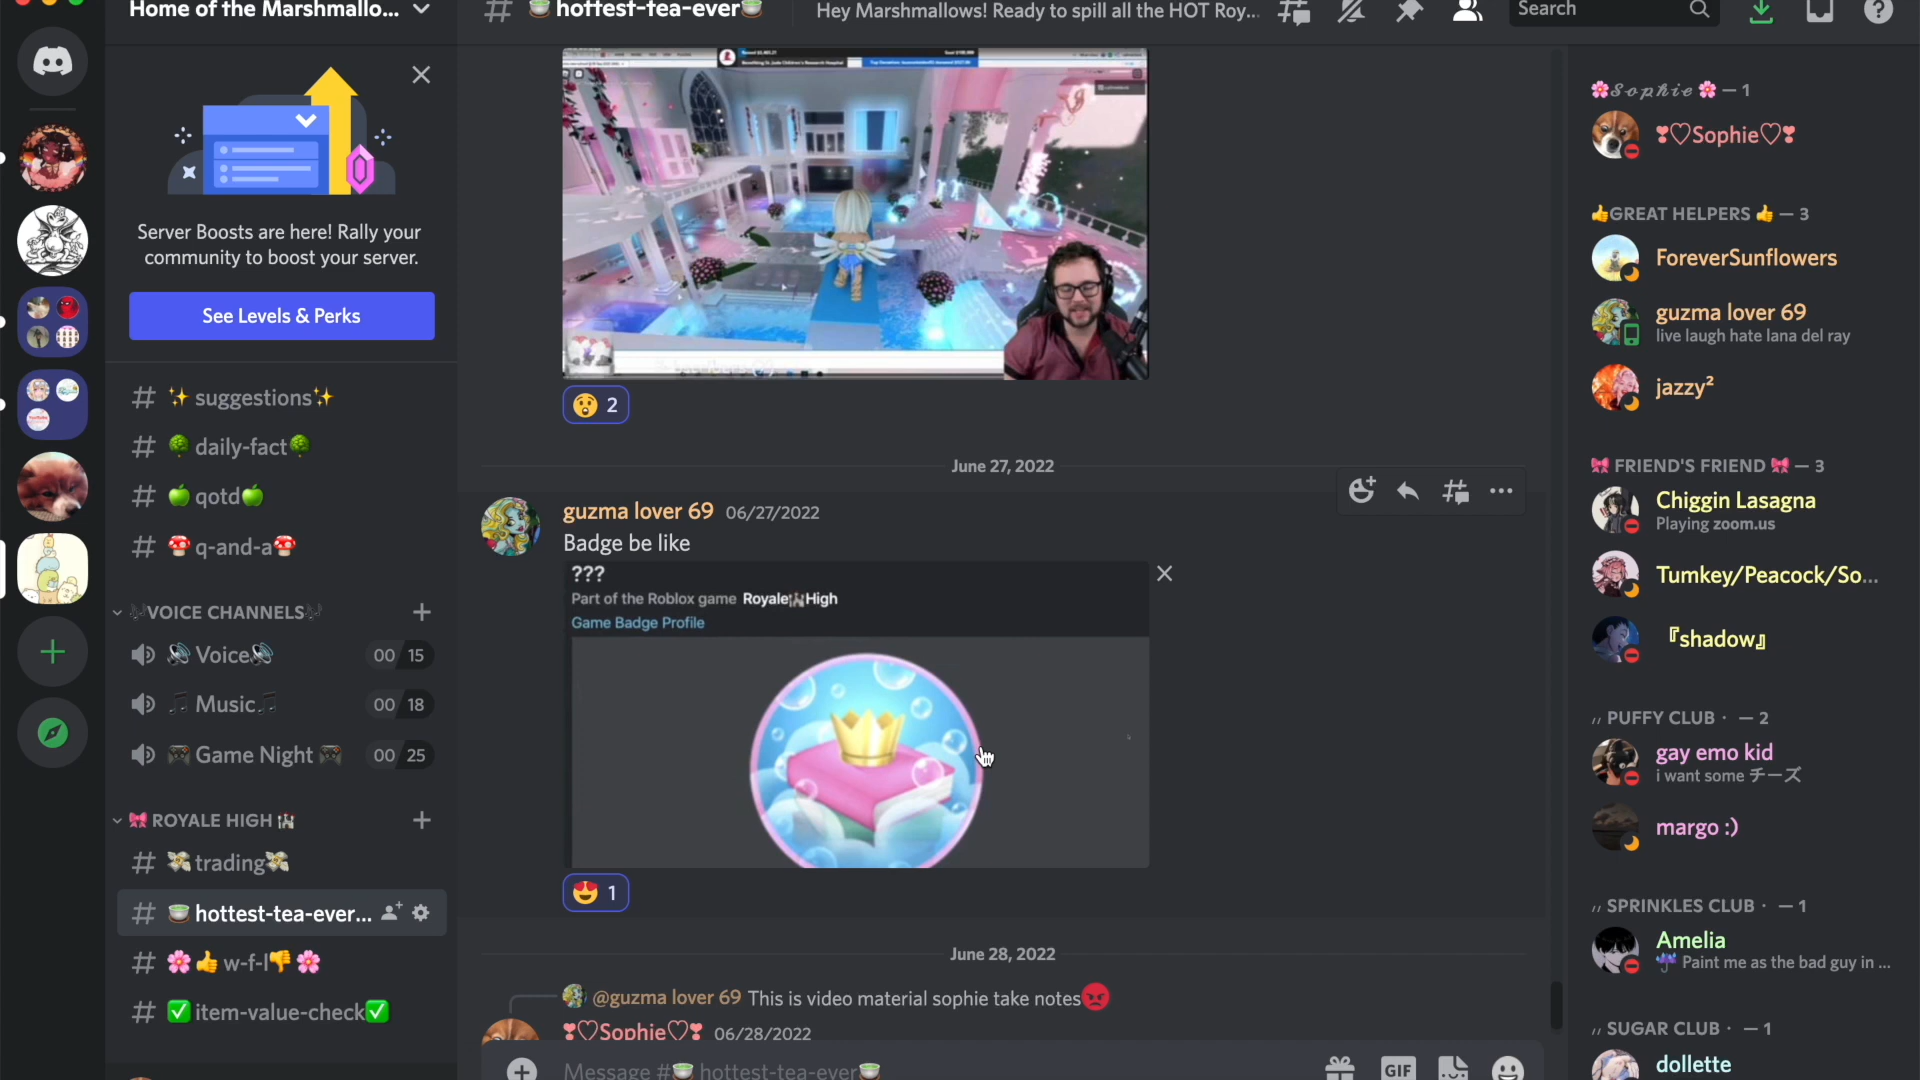 Home of the Marshmallo...
Server Boosts are here! Rally your
community to boost your server.
See Levels & Perks
# ✨suggestions✨
# 🌳daily-fact🌳
# 🍏qotd🍏
# 🍄q-and-a🍄
🎶VOICE CHANNELS🎶
🔊Voice🔊 00 15
🎵Music🎵 00 18
🎮Game Night🎮 00 25
🎀ROYALE HIGH🏰
# 💸trading💸
# 🍵hottest-tea-ever...
# 🌸👍w-f-l👎🌸
# ✅item-value-check✅
# 🍵hottest-tea-ever🍵
Hey Marshmallows! Ready to spill all the HOT Roy...
Search
😲 2
June 27, 2022
guzma lover 69 06/27/2022
Badge be like
???
Part of the Roblox game Royale🏰High
Game Badge Profile
😍 1
June 28, 2022
@guzma lover 69 This is video material sophie take notes😡
❣♡Sophie♡❣ 06/28/2022
Message #🍵hottest-tea-ever🍵
GIF
🌸𝓢𝓸𝓹𝓱𝓲𝓮🌸 — 1
❣♡Sophie♡❣
👍GREAT HELPERS👍 — 3
ForeverSunflowers
guzma lover 69
live laugh hate lana del ray
jazzy²
🎀 FRIEND'S FRIEND 🎀 — 3
Chiggin Lasagna
Playing zoom.us
Tumkey/Peacock/So...
『shadow』
,, PUFFY CLUB · — 2
gay emo kid
i want some チーズ
margo :)
,, SPRINKLES CLUB · — 1
Amelia
☔ Paint me as the bad guy in ...
,, SUGAR CLUB · — 1
dollette